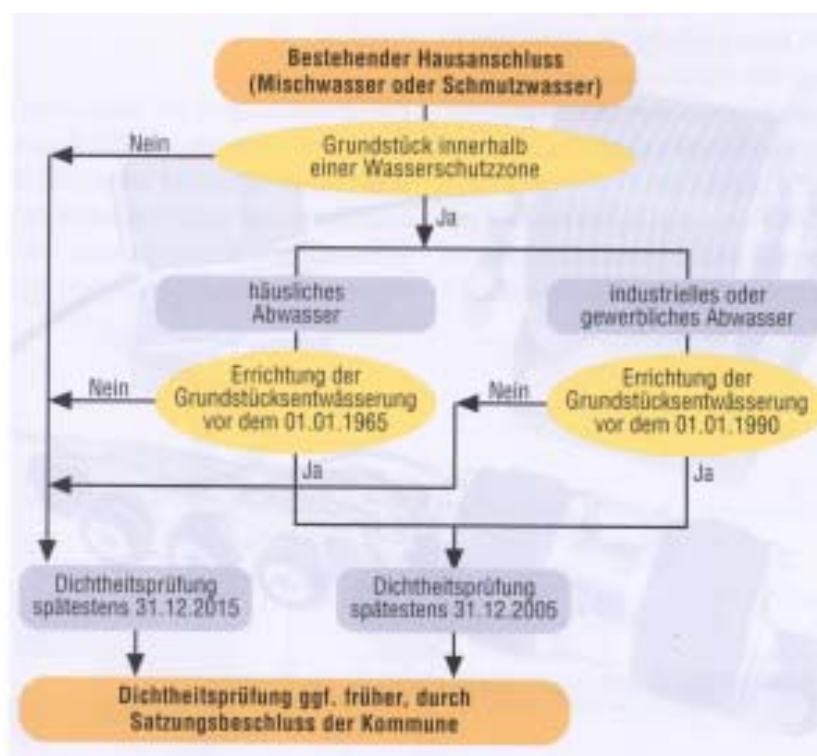 Bestehender Hausanschluss
(Mischwasser oder Schmutzwasser)
Nein
Grundstück innerhalb
einer Wasserschutzzone
Ja
häusliches
Abwasser
industrielles oder
gewerbliches Abwasser
Nein
Errichtung der
Grundstücksentwässerung
vor dem 01.01.1965
Nein
Errichtung der
Grundstücksentwässerung
vor dem 01.01.1990
Ja
Ja
Dichtheitsprüfung
spätestens 31.12.2015
Dichtheitsprüfung
spätestens 31.12.2005
Dichtheitsprüfung ggf. früher, durch
Satzungsbeschluss der Kommune